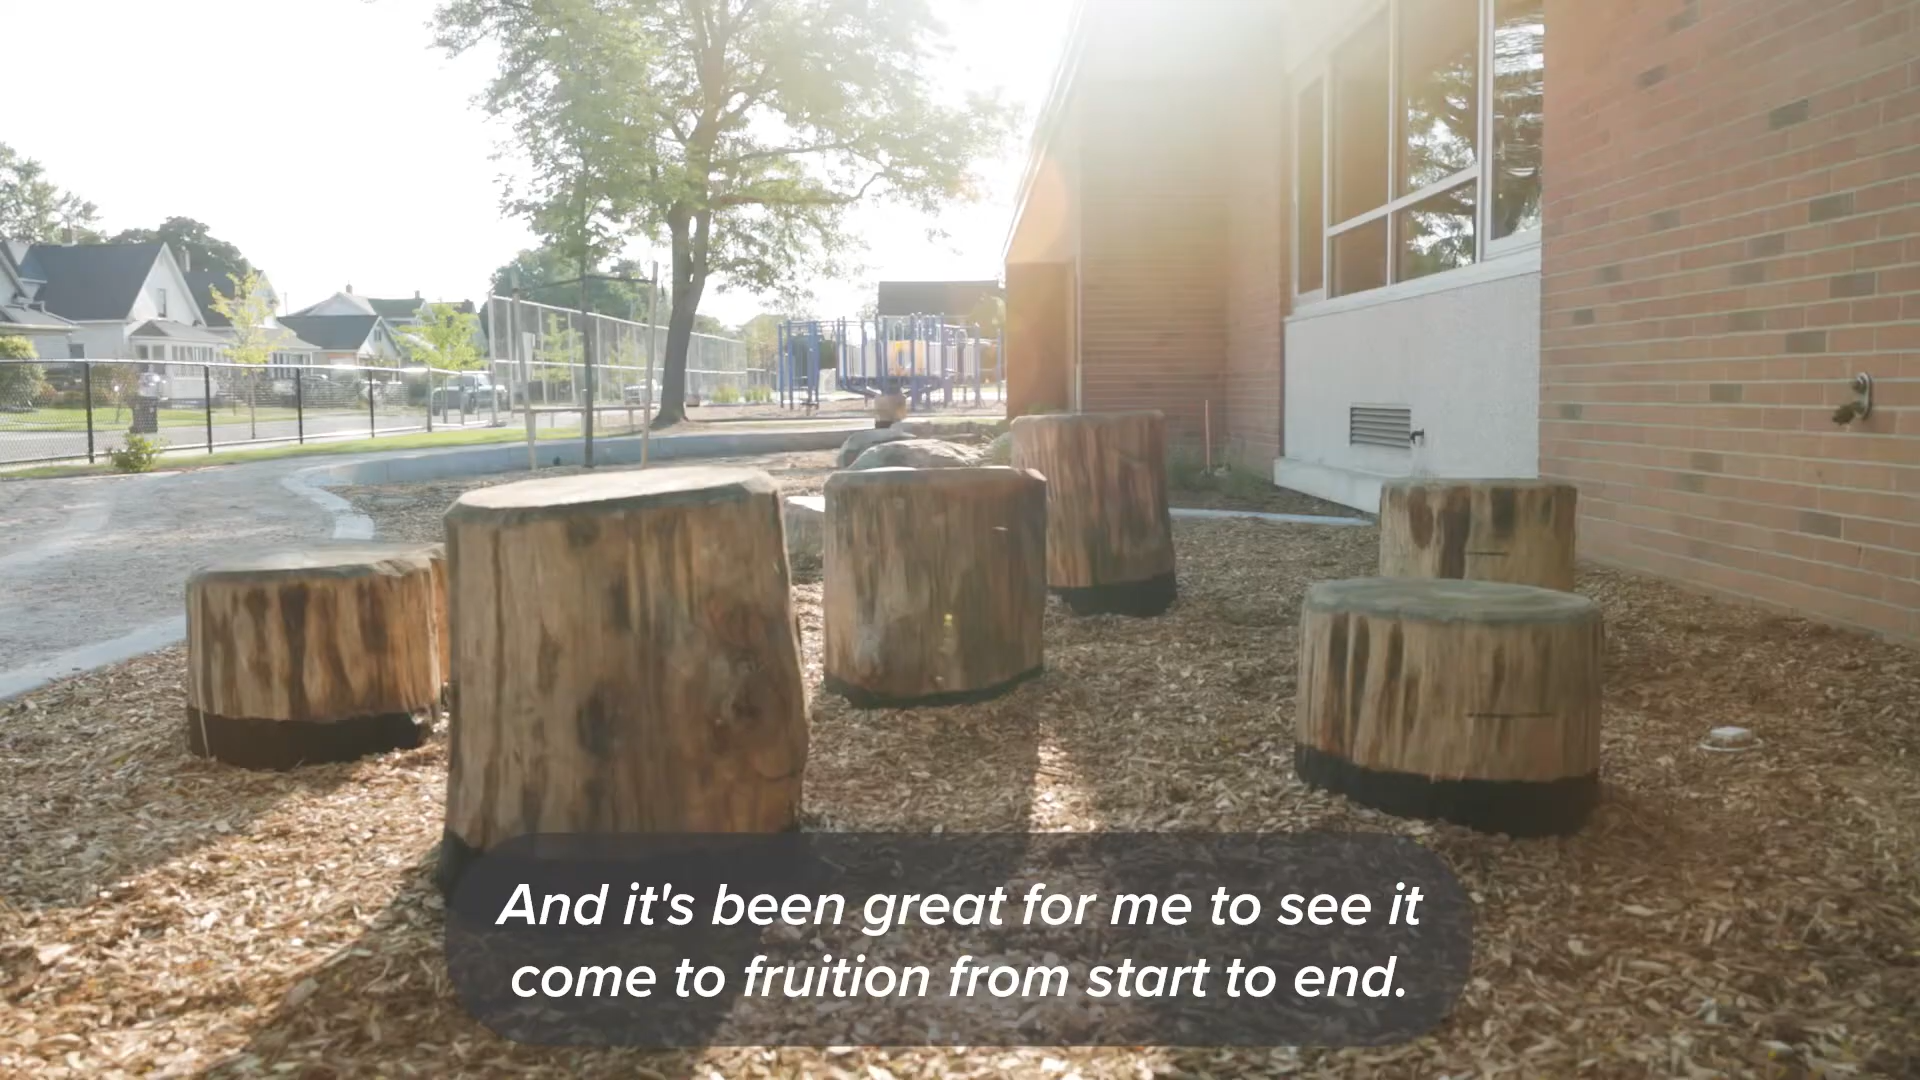 And it's been great for me to see it
come to fruition from start to end.